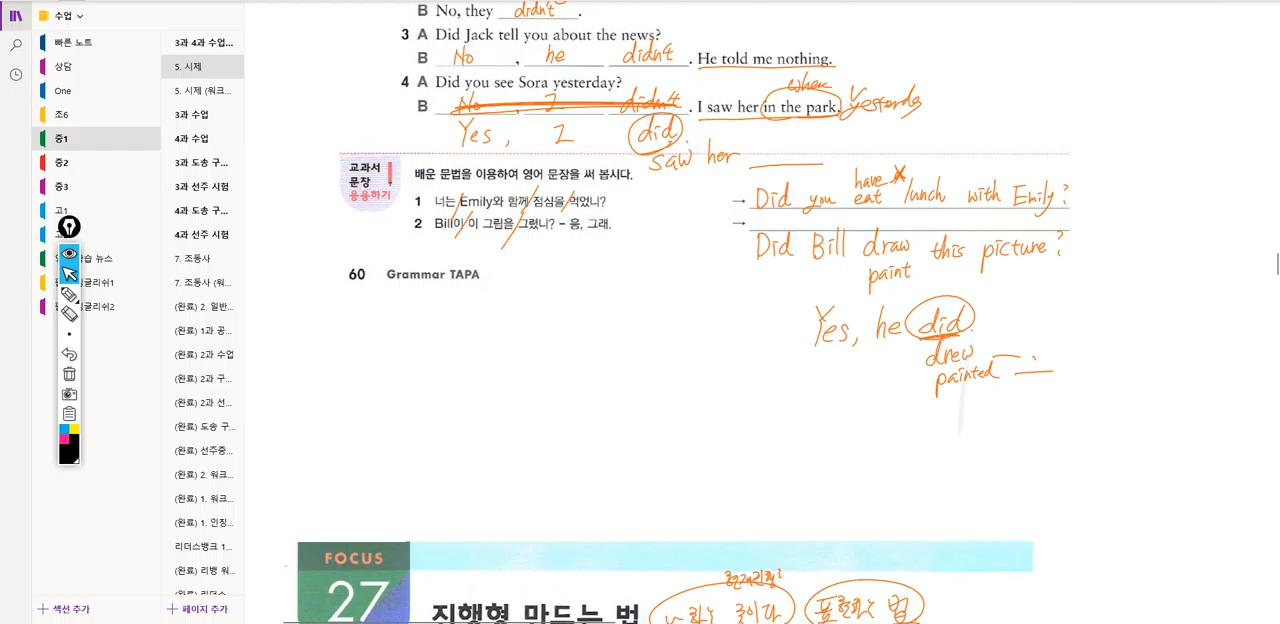 수업
빠른 노트
상담
One
초6
중1
중2
중3
고1
뉴스
3과 4과 수업...
5. 시제
5. 시제 (워크...
3과 수업
4과 수업
3과 도송 구...
3과 선주 시험
4과 도송 구...
4과 선주 시험
7. 조동사
7. 조동사 (워...
(완료) 2. 일반...
(완료) 1과 공...
(완료) 2과 수업
(완료) 2과 구...
(완료) 2과 선...
(완료) 도송 구...
(완료) 선주중...
(완료) 2. 워크...
(완료) 1. 워크...
(완료) 1. 인칭...
리더스뱅크 1...
(완료) 리뱅 워...
섹션 추가
페이지 추가
B No, they didn't .
3 A Did Jack tell you about the news?
B No , he didn't . He told me nothing.
4 A Did you see Sora yesterday?
when
B No , I didn't . I saw her in the park. yesterday
Yes, I did.
saw her
교과서
문장
응용하기
배운 문법을 이용하여 영어 문장을 써 봅시다.
1 너는 Emily와 함께 점심을 먹었니?
→ Did you eat lunch with Emily?
have
2 Bill이 이 그림을 그렸니? – 응, 그래.
→
Did Bill draw this picture?
paint
Yes, he did.
drew
painted
60 Grammar TAPA
FOCUS
27
진행형 만드는 법
표현하는 법